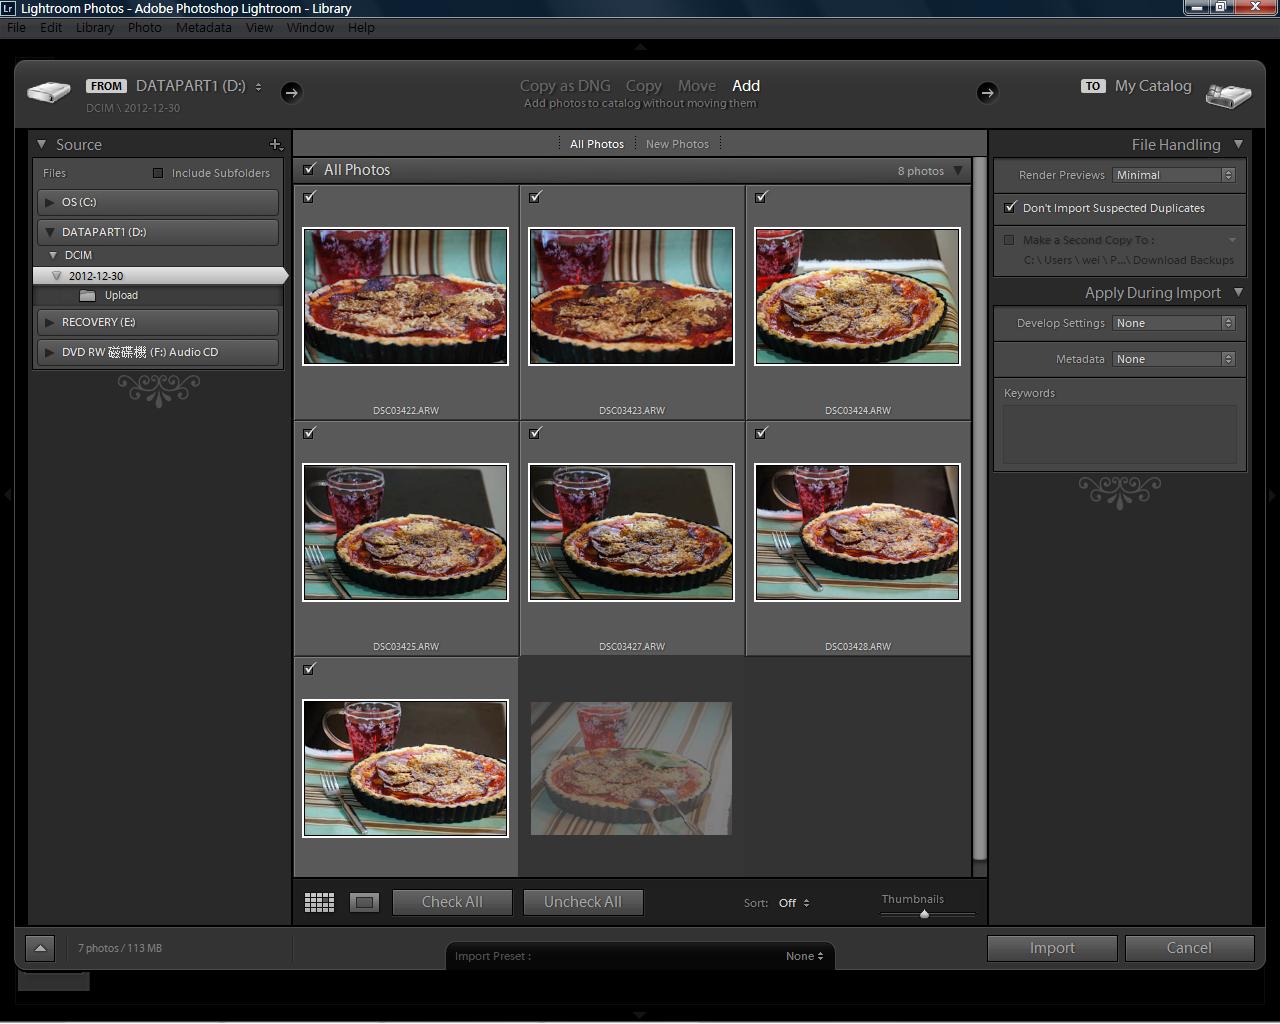 Lightroom Photos - Adobe Photoshop Lightroom - Library
File Edit Library Photo Metadata View Window Help
FROM DATAPART1 (D:)
DCIM \ 2012-12-30
Copy as DNG Copy Move Add
Add photos to catalog without moving them
TO My Catalog
Source
Files Include Subfolders
OS (C:)
DATAPART1 (D:)
DCIM
2012-12-30
Upload
RECOVERY (E:)
DVD RW 磁碟機 (F:) Audio CD
All Photos New Photos
All Photos 8 photos
DSC03422.ARW DSC03423.ARW DSC03424.ARW
DSC03425.ARW DSC03427.ARW DSC03428.ARW
Check All Uncheck All Sort: Off Thumbnails
File Handling
Render Previews Minimal
Don't Import Suspected Duplicates
Make a Second Copy To :
C: \ Users \ wei \ P...\ Download Backups
Apply During Import
Develop Settings None
Metadata None
Keywords
7 photos / 113 MB
Import Preset : None
Import Cancel